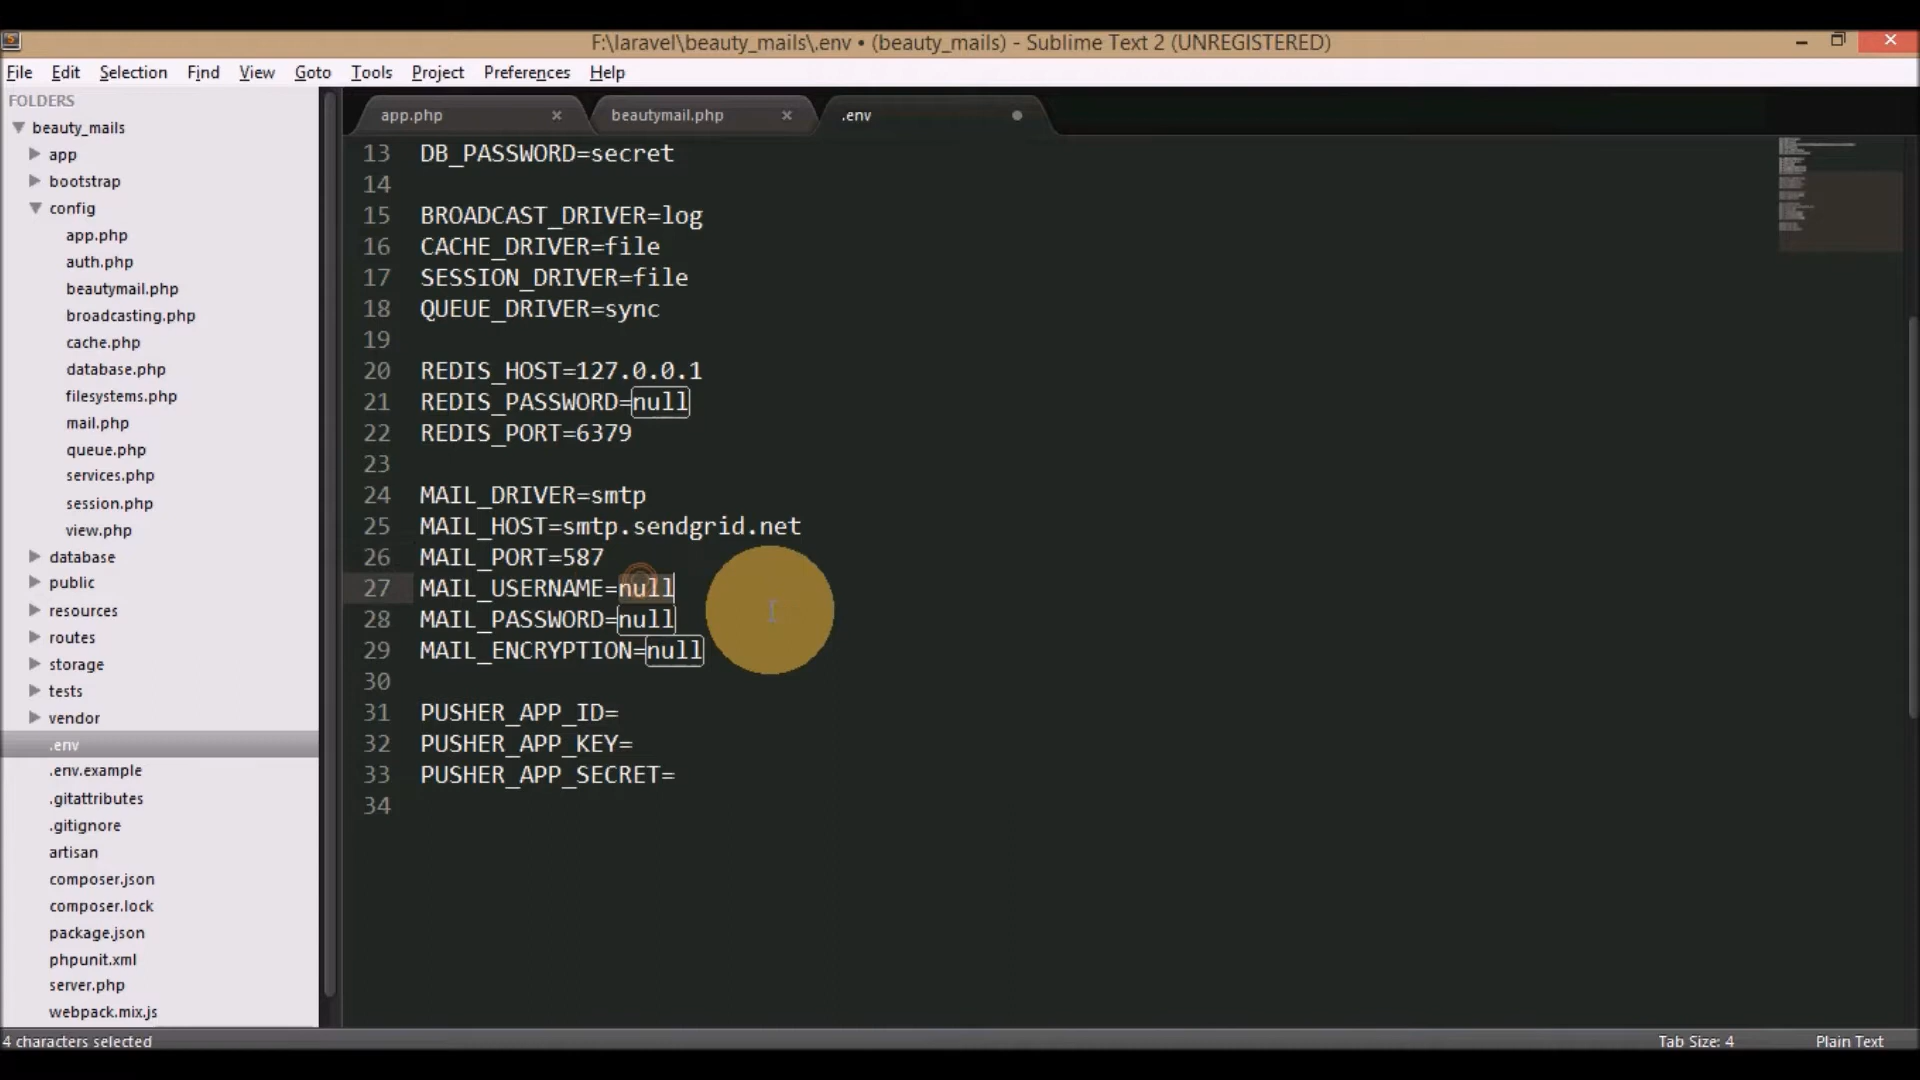 F:\laravel\beauty_mails\.env • (beauty_mails) - Sublime Text 2 (UNREGISTERED)
File Edit Selection Find View Goto Tools Project Preferences Help
FOLDERS
beauty_mails
app
bootstrap
config
app.php
auth.php
beautymail.php
broadcasting.php
cache.php
database.php
filesystems.php
mail.php
queue.php
services.php
session.php
view.php
database
public
resources
routes
storage
tests
vendor
.env
.env.example
.gitattributes
.gitignore
artisan
composer.json
composer.lock
package.json
phpunit.xml
server.php
webpack.mix.js
app.php × beautymail.php × .env
13 DB_PASSWORD=secret
14
15 BROADCAST_DRIVER=log
16 CACHE_DRIVER=file
17 SESSION_DRIVER=file
18 QUEUE_DRIVER=sync
19
20 REDIS_HOST=127.0.0.1
21 REDIS_PASSWORD=null
22 REDIS_PORT=6379
23
24 MAIL_DRIVER=smtp
25 MAIL_HOST=smtp.sendgrid.net
26 MAIL_PORT=587
27 MAIL_USERNAME=null
28 MAIL_PASSWORD=null
29 MAIL_ENCRYPTION=null
30
31 PUSHER_APP_ID=
32 PUSHER_APP_KEY=
33 PUSHER_APP_SECRET=
34
4 characters selected Tab Size: 4 Plain Text